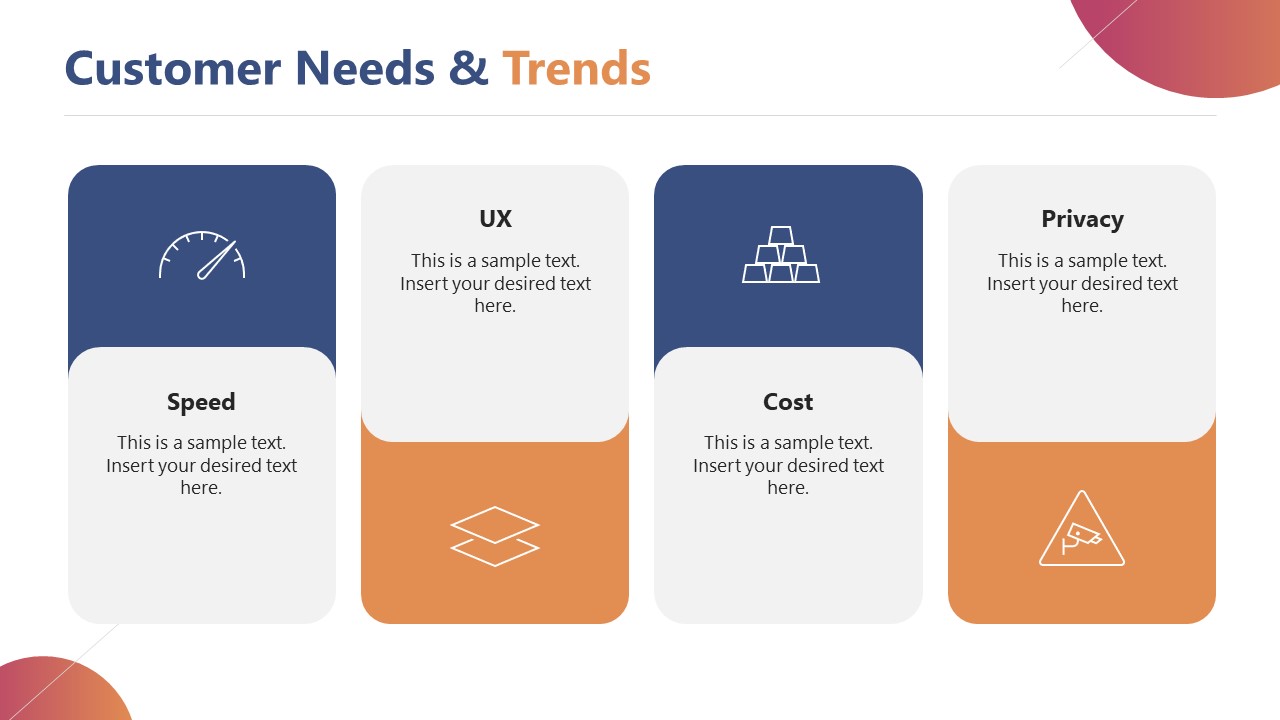 Customer Needs & Trends
Speed
This is a sample text.
Insert your desired text
here.
UX
This is a sample text.
Insert your desired text
here.
Cost
This is a sample text.
Insert your desired text
here.
Privacy
This is a sample text.
Insert your desired text
here.